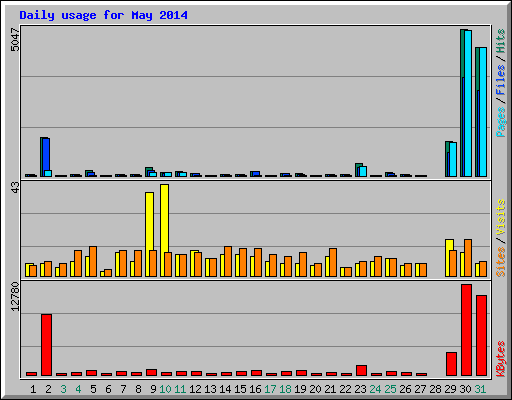 Daily usage for May 2014
5047
Pages / Files / Hits
43
Sites / Visits
12780
KBytes
1 2 3 4 5 6 7 8 9 10 11 12 13 14 15 16 17 18 19 20 21 22 23 24 25 26 27 28 29 30 31